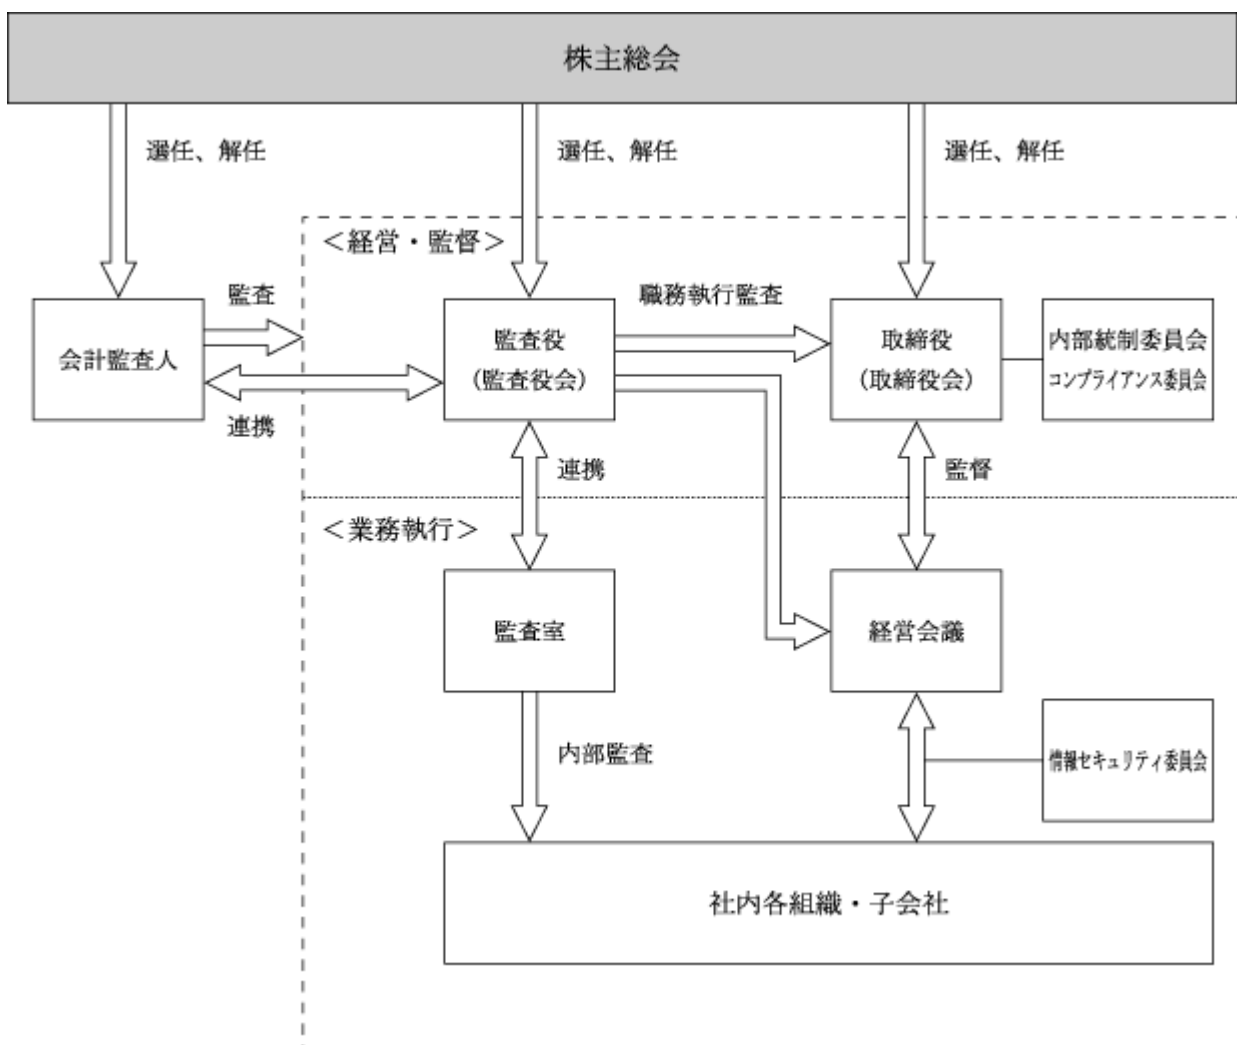 株主総会
選任、解任
選任、解任
選任、解任
＜経営・監督＞
監査
職務執行監査
会計監査人
監査役
（監査役会）
取締役
（取締役会）
内部統制委員会
コンプライアンス委員会
連携
連携
監督
＜業務執行＞
監査室
経営会議
内部監査
情報セキュリティ委員会
社内各組織・子会社